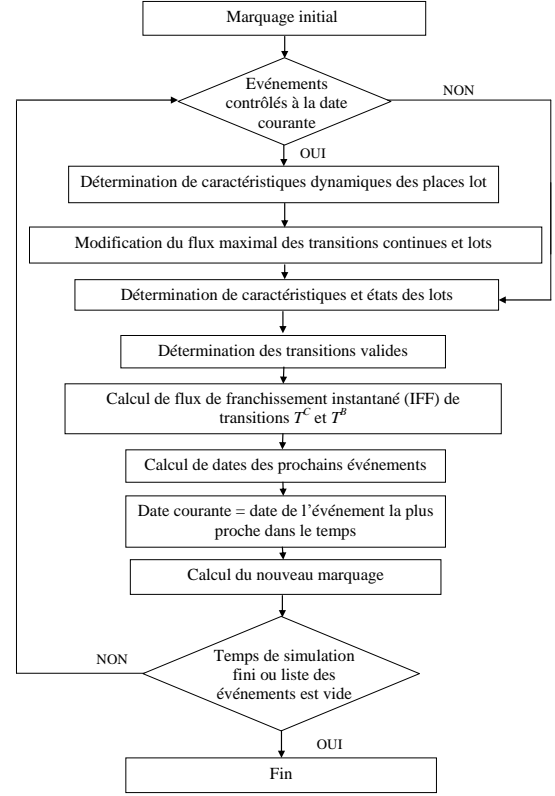 Marquage initial
Evénements
contrôlés à la date
courante
NON
OUI
Détermination de caractéristiques dynamiques des places lot
Modification du flux maximal des transitions continues et lots
Détermination de caractéristiques et états des lots
Détermination des transitions valides
Calcul de flux de franchissement instantané (IFF) de
transitions T^C et T^B
Calcul de dates des prochains événements
Date courante = date de l’événement la plus
proche dans le temps
Calcul du nouveau marquage
NON
Temps de simulation
fini ou liste des
événements est vide
OUI
Fin